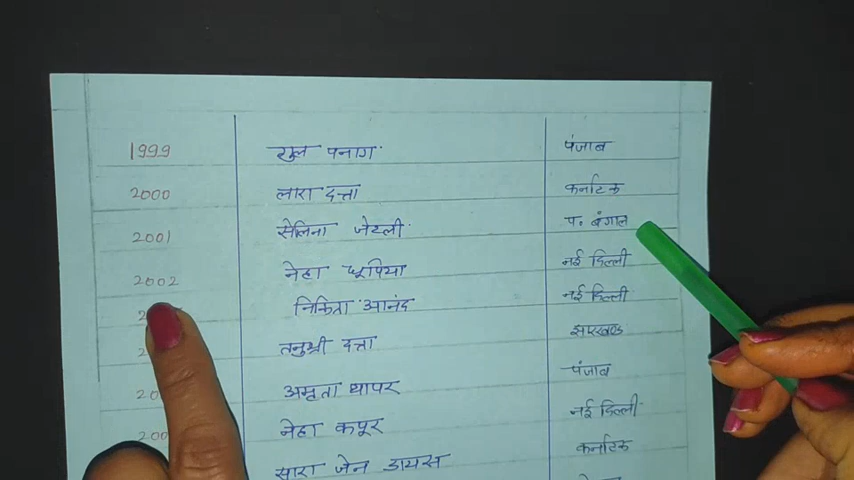 1999 गुल पनाग पंजाब
2000 लारा दत्ता कर्नाटक
2001 सेलिना जेटली प. बंगाल
2002 नेहा धूपिया नई दिल्ली
निकिता आनंद नई दिल्ली
तनुश्री दत्ता झारखण्ड
अमृता थापर पंजाब
नेहा कपूर नई दिल्ली
सारा जेन डायस कर्नाटक